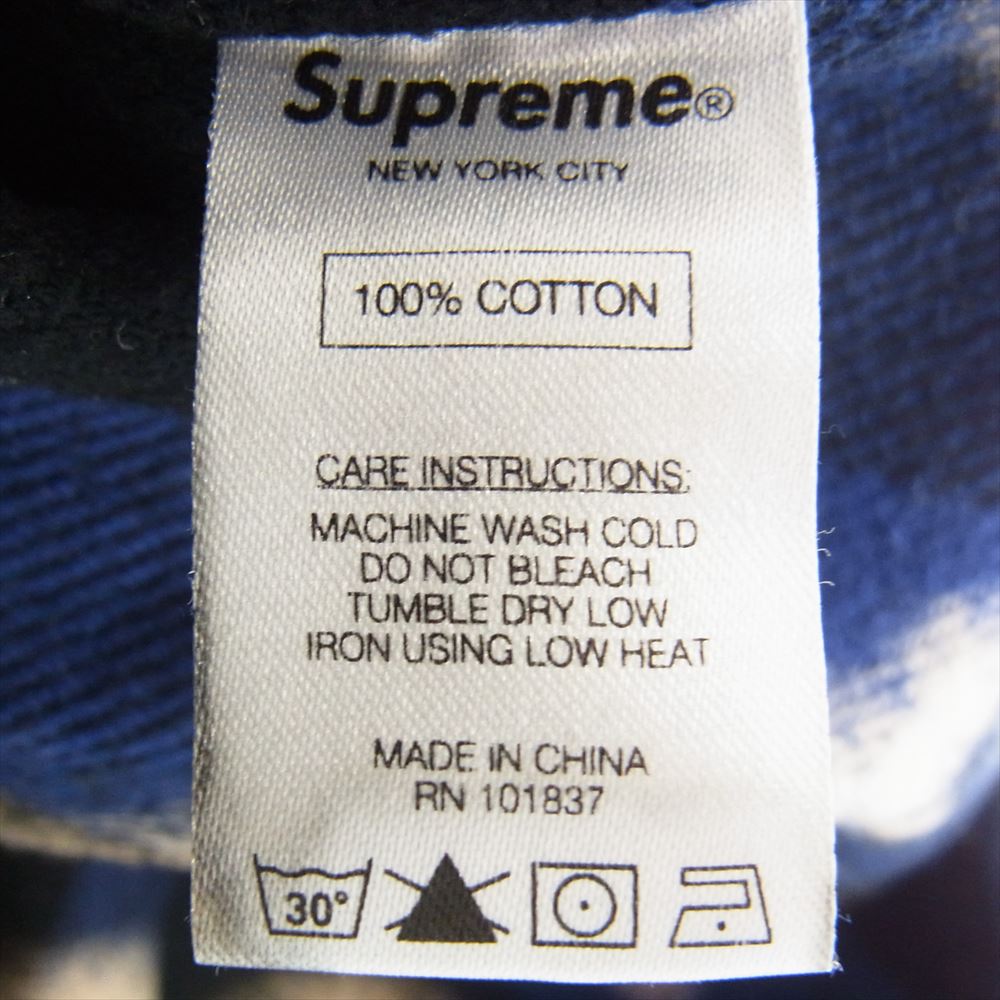 Supreme®
NEW YORK CITY
100% COTTON
CARE INSTRUCTIONS:
MACHINE WASH COLD
DO NOT BLEACH
TUMBLE DRY LOW
IRON USING LOW HEAT
MADE IN CHINA
RN 101837
30°